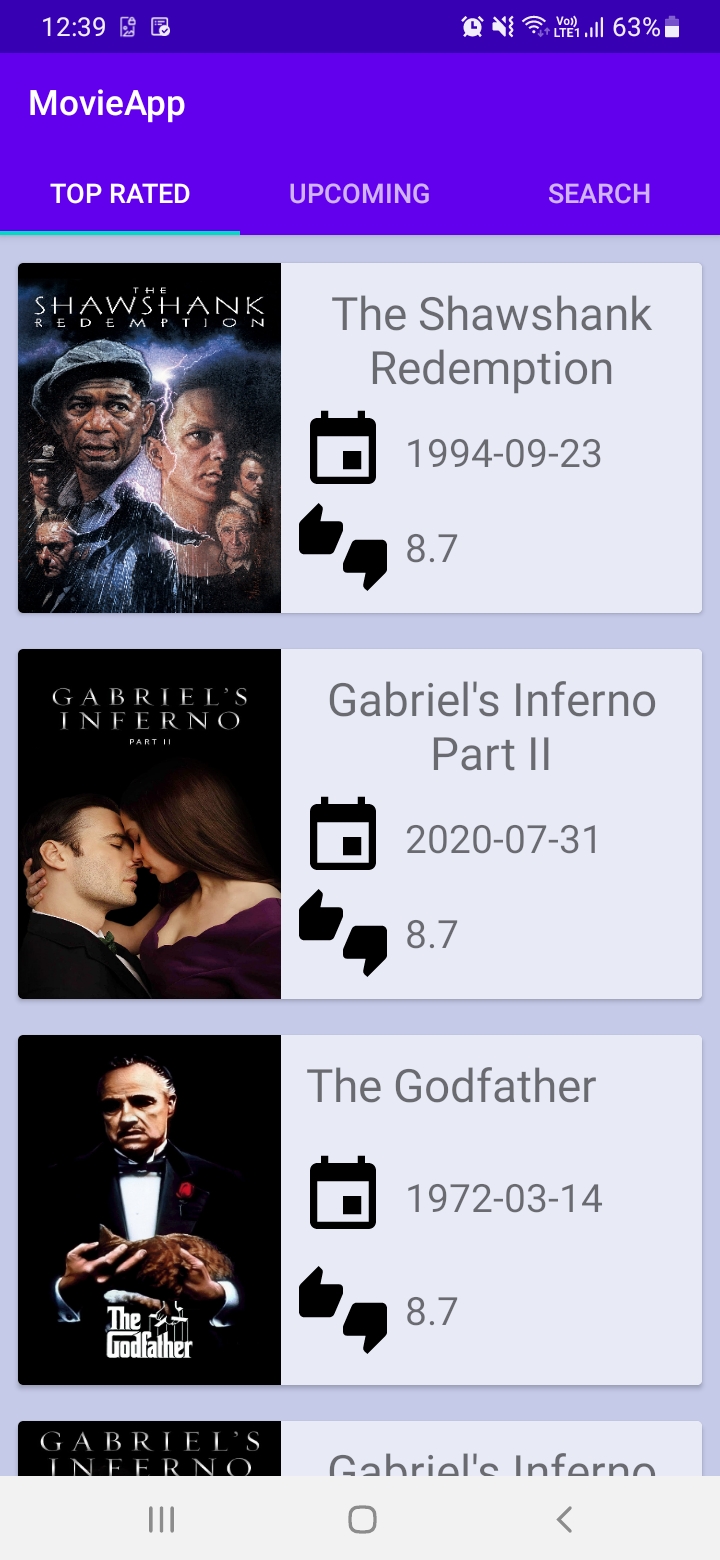 12:39
Vo))
LTE1
63%
MovieApp
TOP RATED
UPCOMING
SEARCH
THE
SHAWSHANK
REDEMPTION
The Shawshank
Redemption
1994-09-23
8.7
GABRIEL'S
INFERNO
PART II
Gabriel's Inferno
Part II
2020-07-31
8.7
The
Godfather
The Godfather
1972-03-14
8.7
GABRIEL'S
INFERNO
Gabriel's Inferno